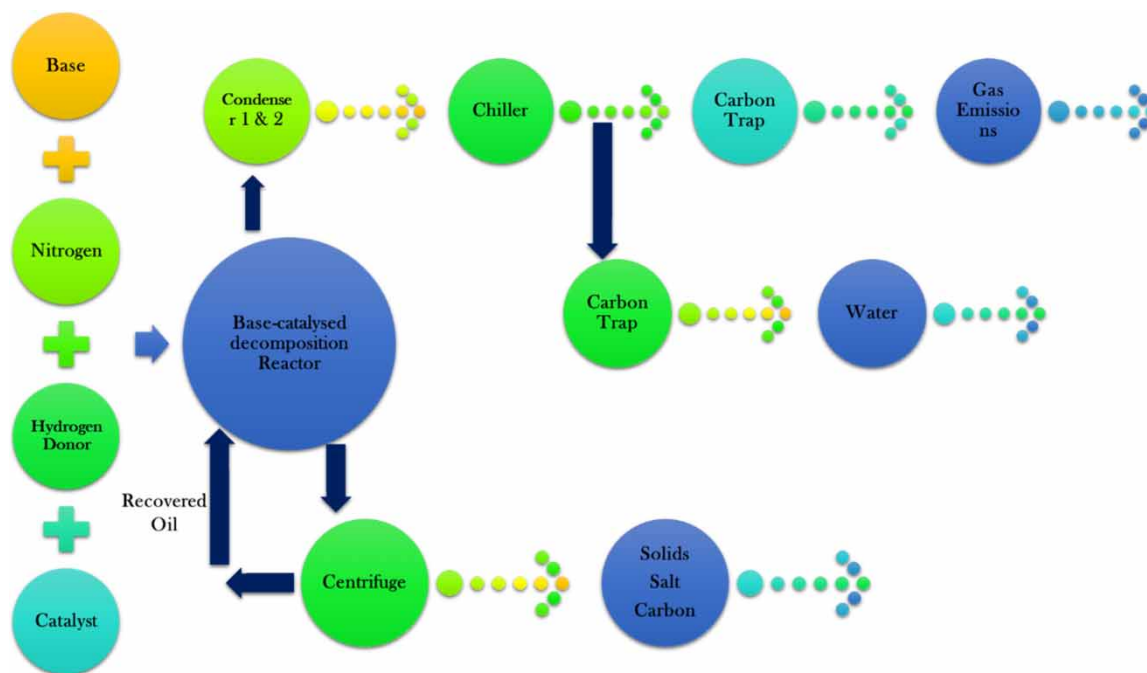 Base
Nitrogen
Hydrogen
Donor
Catalyst
Condense
r 1 & 2
Chiller
Carbon
Trap
Gas
Emissio
ns
Base-catalysed
decomposition
Reactor
Carbon
Trap
Water
Recovered
Oil
Centrifuge
Solids
Salt
Carbon